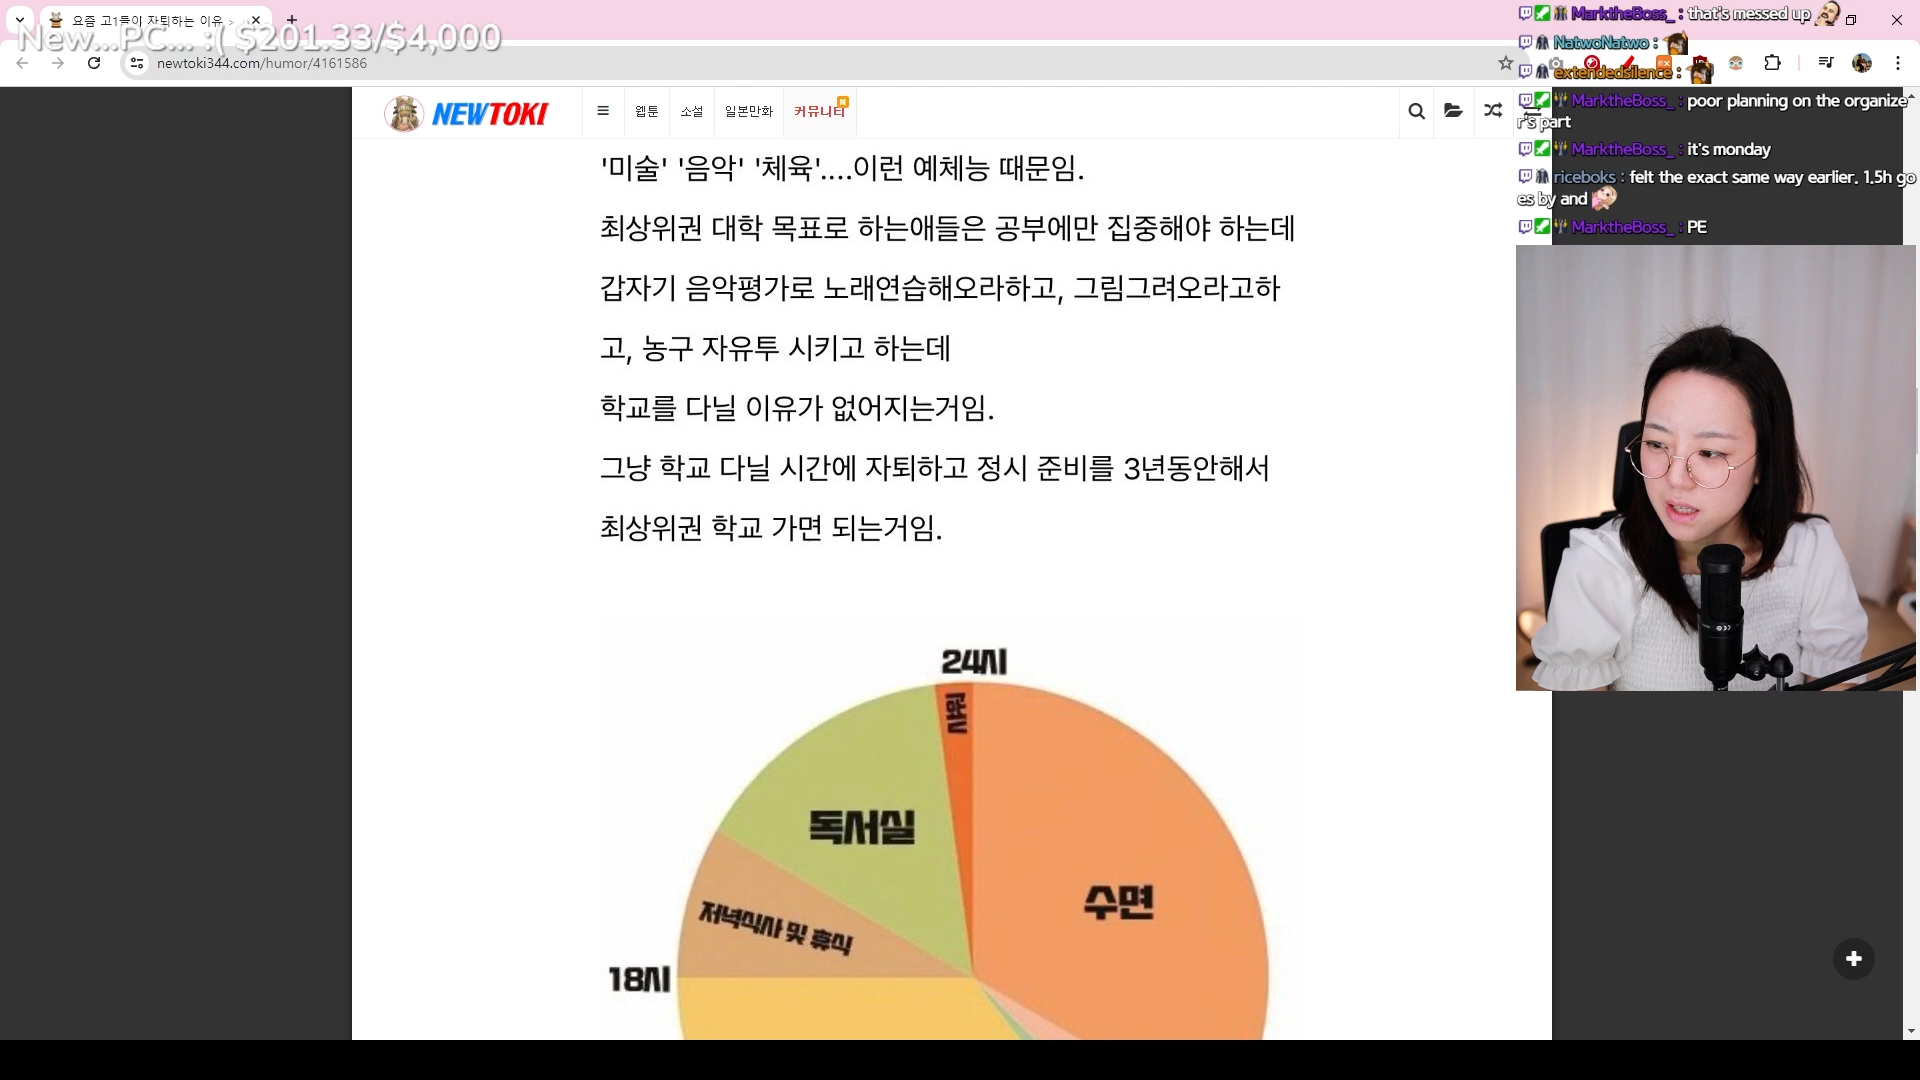 요즘 고1들이 자퇴하는 이유 >
New...PC... :( $201.33/$4,000
newtoki344.com/humor/4161586
NEWTOKI
웹툰
소설
일본만화
커뮤니티
N
'미술' '음악' '체육'....이런 예체능 때문임.
최상위권 대학 목표로 하는애들은 공부에만 집중해야 하는데
갑자기 음악평가로 노래연습해오라하고, 그림그려오라고하
고, 농구 자유투 시키고 하는데
학교를 다닐 이유가 없어지는거임.
그냥 학교 다닐 시간에 자퇴하고 정시 준비를 3년동안해서
최상위권 학교 가면 되는거임.
24시
독서실
수면
저녁식사 및 휴식
18시
MarktheBoss_ : that's messed up
NatwoNatwo :
extendedsilence :
MarktheBoss_ : poor planning on the organize
r's part
MarktheBoss_ : it's monday
riceboks : felt the exact same way earlier. 1.5h go
es by and
MarktheBoss_ : PE